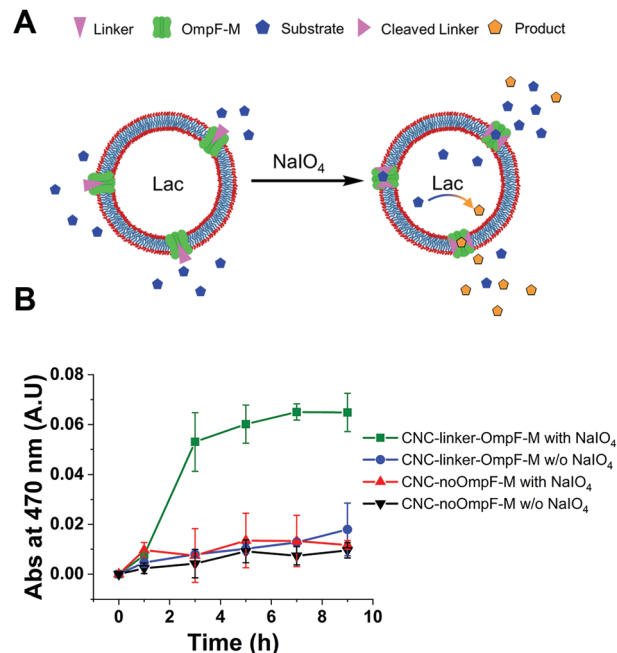 A
Linker OmpF-M Substrate Cleaved Linker Product
Lac
NaIO₄
Lac
B
Abs at 470 nm (A.U)
0.08
0.06
0.04
0.02
0.00
0 2 4 6 8 10
Time (h)
CNC-linker-OmpF-M with NaIO₄
CNC-linker-OmpF-M w/o NaIO₄
CNC-noOmpF-M with NaIO₄
CNC-noOmpF-M w/o NaIO₄